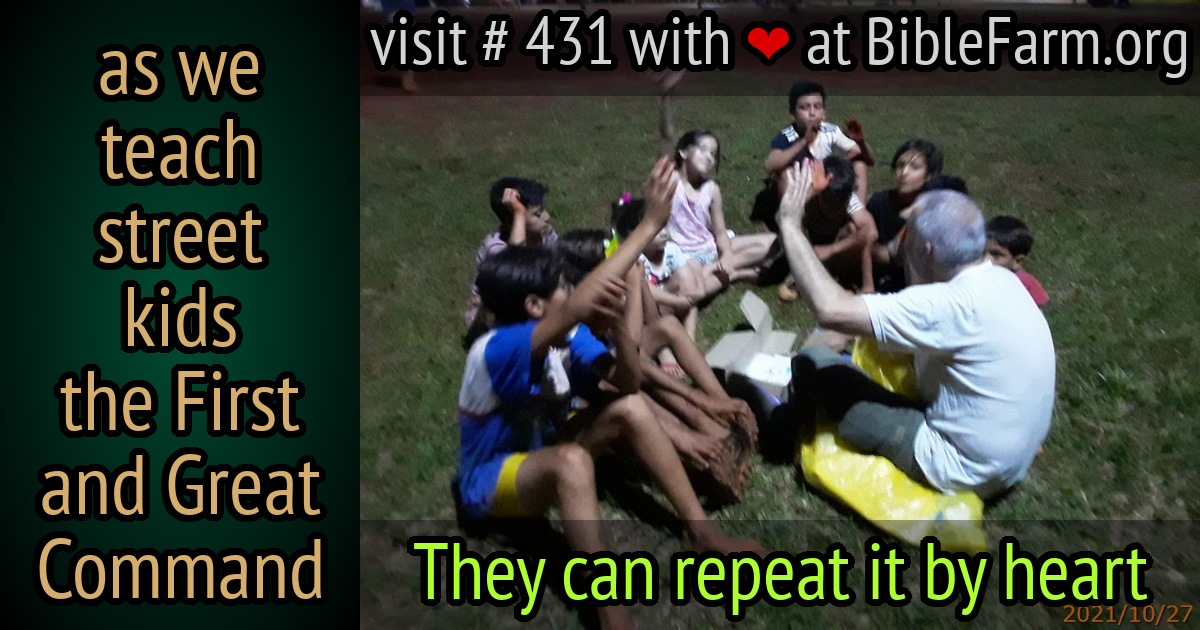 visit # 431 with ❤ at BibleFarm.org
as we
teach
street
kids
the First
and Great
Command
They can repeat it by heart
2021/10/27